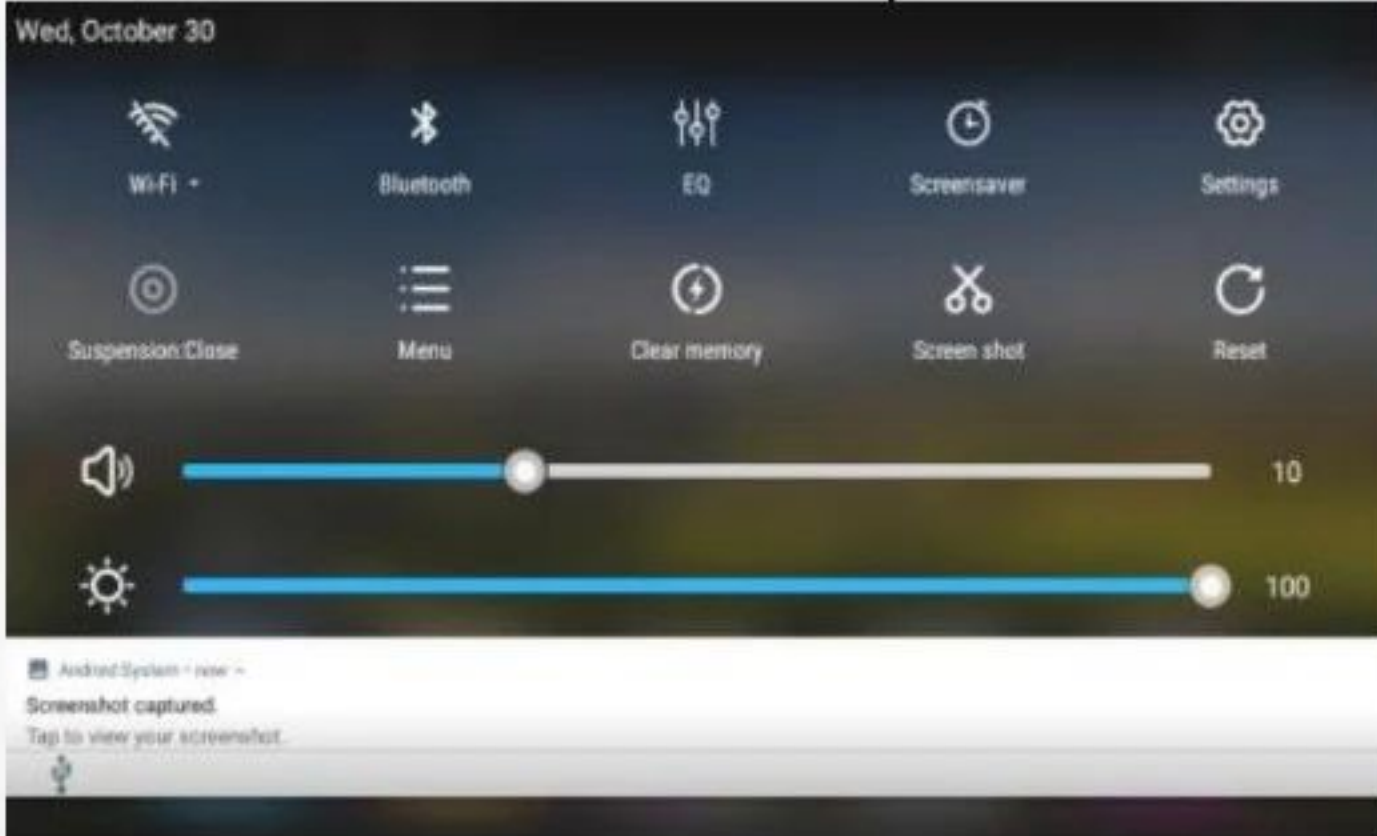 Wed, October 30
Wi-Fi Bluetooth EQ Screensaver Settings
Suspension:Close Menu Clear memory Screen shot Reset
10
100
Android System • now
Screenshot captured.
Tap to view your screenshot.